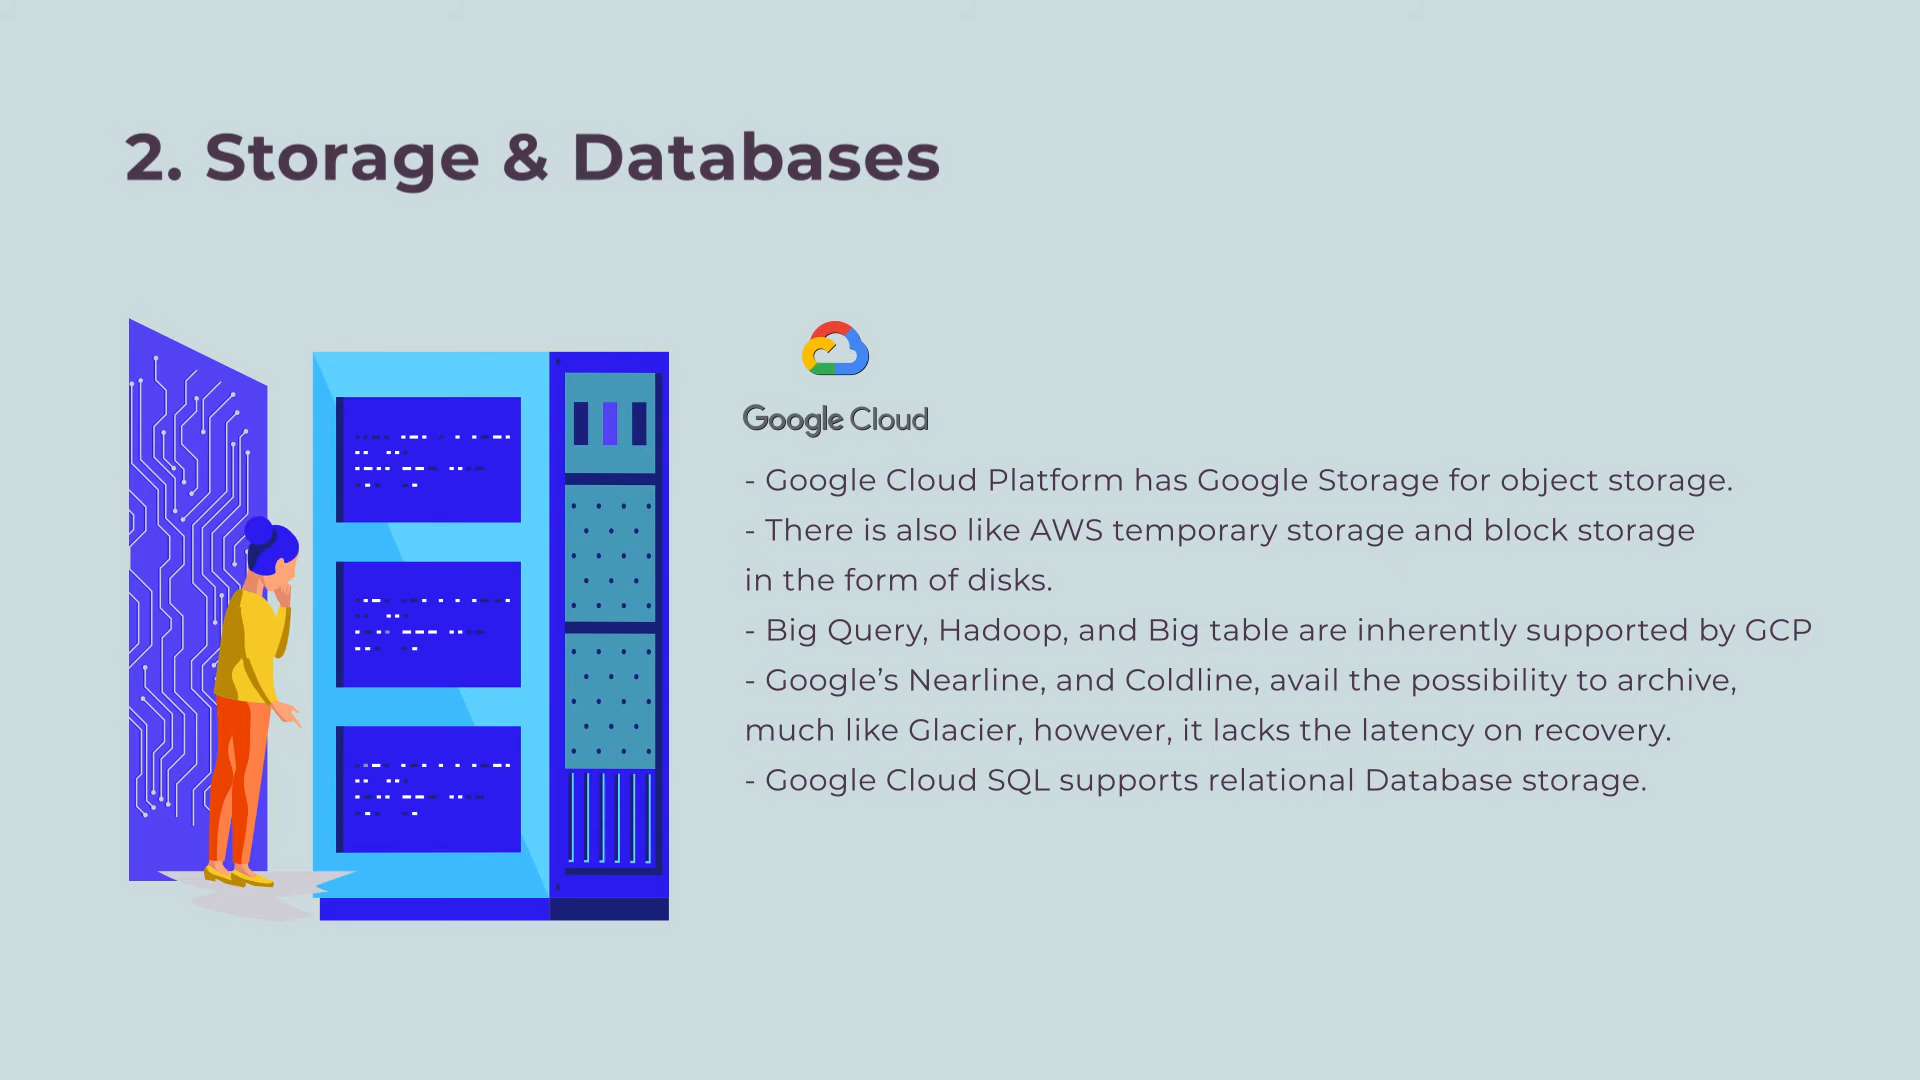 2. Storage & Databases
Google Cloud
- Google Cloud Platform has Google Storage for object storage.
- There is also like AWS temporary storage and block storage
in the form of disks.
- Big Query, Hadoop, and Big table are inherently supported by GCP
- Google’s Nearline, and Coldline, avail the possibility to archive,
much like Glacier, however, it lacks the latency on recovery.
- Google Cloud SQL supports relational Database storage.